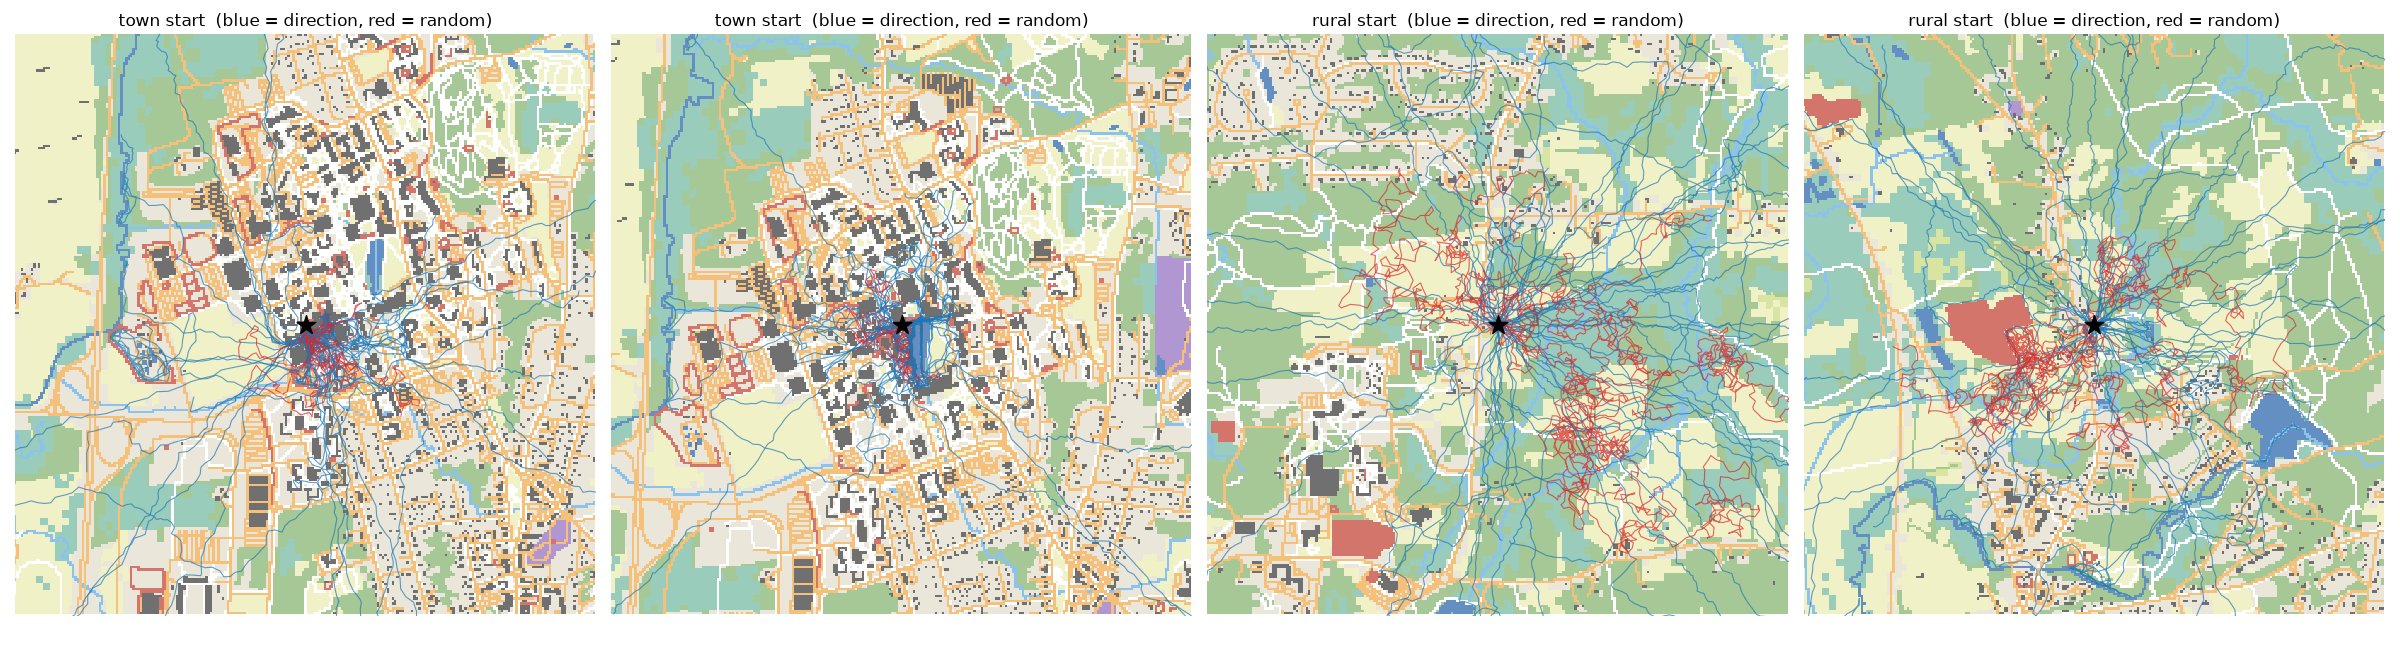 town start  (blue = direction, red = random)
town start  (blue = direction, red = random)
rural start  (blue = direction, red = random)
rural start  (blue = direction, red = random)